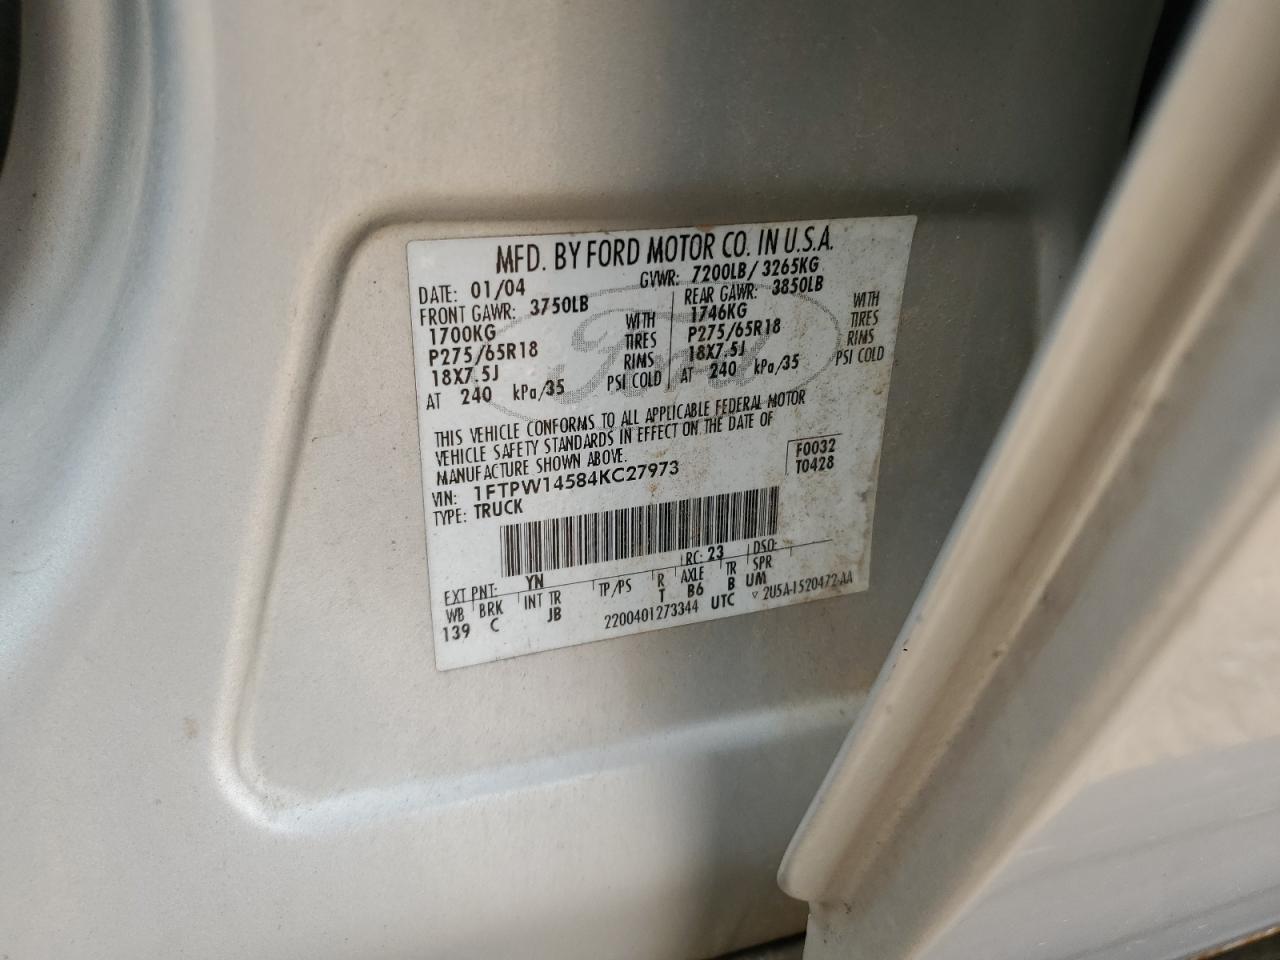 MFD. BY FORD MOTOR CO. IN U.S.A.
DATE: 01/04 GVWR: 7200LB/ 3265KG
FRONT GAWR: 3750LB REAR GAWR: 3850LB
1700KG WITH 1746KG WITH
P275/65R18 TIRES P275/65R18 TIRES
18X7.5J RIMS 18X7.5J RIMS
AT 240 kPa/35 PSI COLD AT 240 kPa/35 PSI COLD
Ford
THIS VEHICLE CONFORMS TO ALL APPLICABLE FEDERAL MOTOR
VEHICLE SAFETY STANDARDS IN EFFECT ON THE DATE OF
MANUFACTURE SHOWN ABOVE.
VIN: 1FTPW14584KC27973 F0032
TYPE: TRUCK T0428
EXT PNT: YN RC: 23 DSO:
WB BRK INT TR TP/PS R AXLE TR SPR
139 C JB T B6 B UM
2200401273344 UTC ▽ 2U5A-1520472-AA